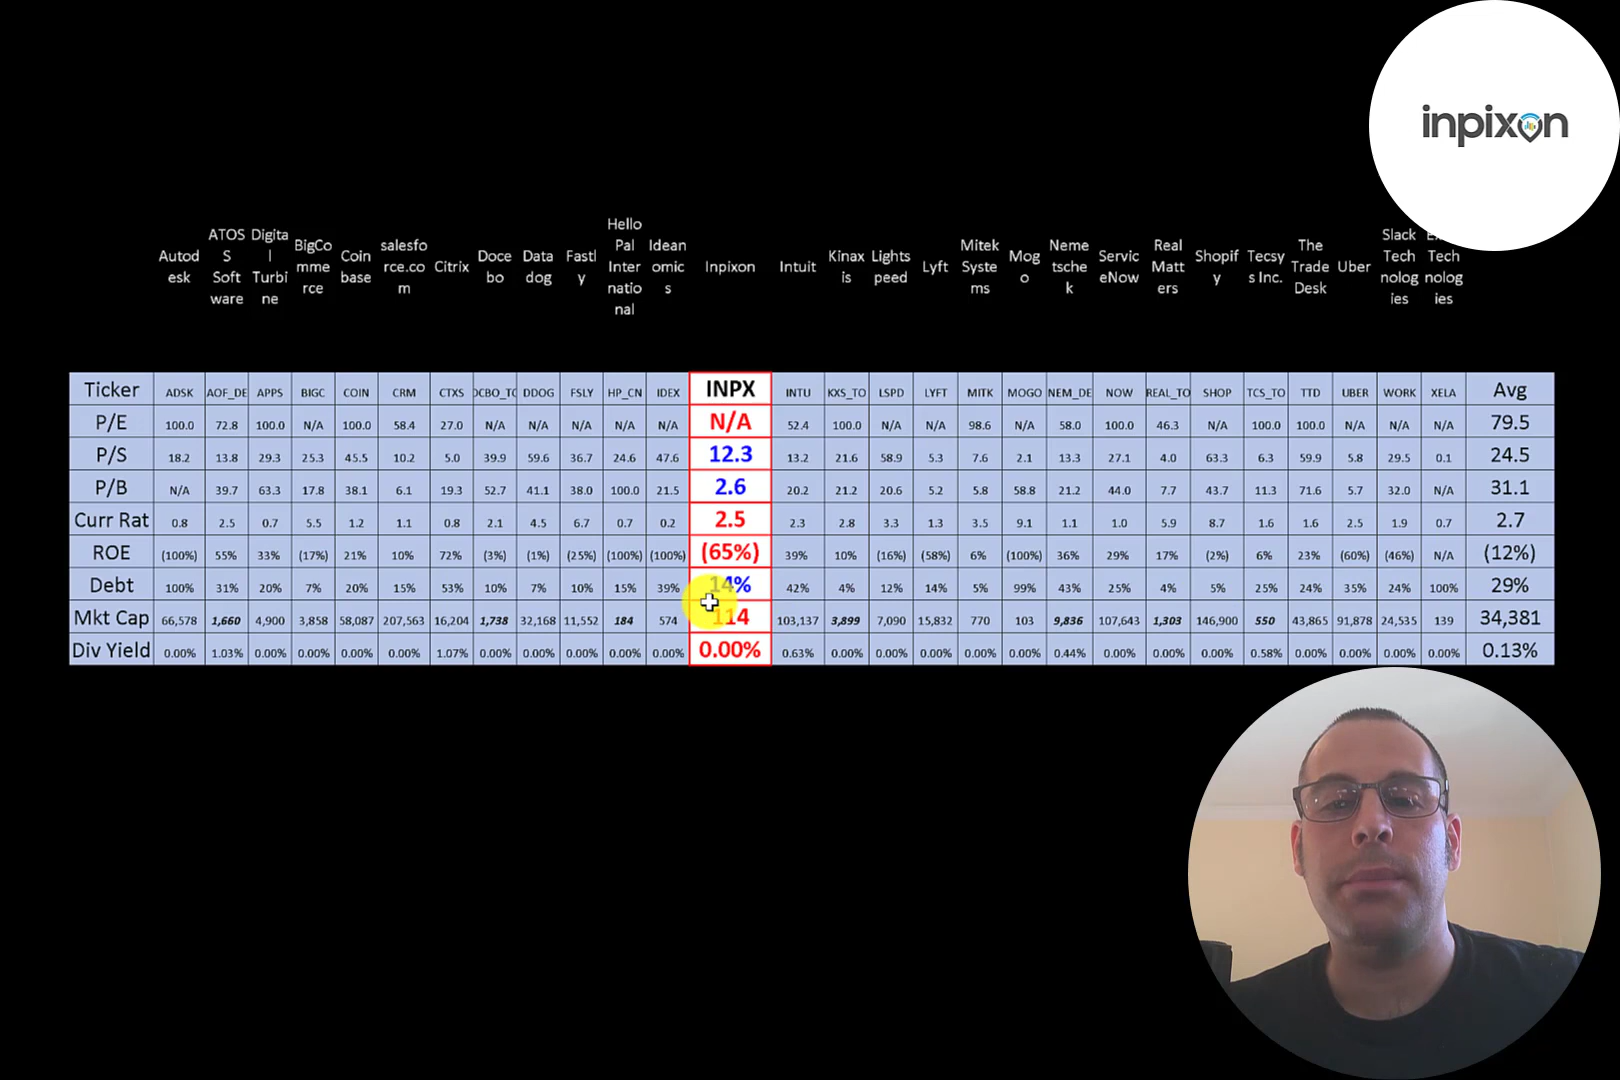 inpixon
Autod
esk
ATOS
S
Soft
ware
Digita
l
Turbi
ne
BigCo
mme
rce
Coin
base
salesfo
rce.co
m
Citrix
Doce
bo
Data
dog
Fastl
y
Hello
Pal
Inter
natio
nal
Idean
omic
s
Inpixon
Intuit
Kinax
is
Lights
peed
Lyft
Mitek
Syste
ms
Mog
o
Neme
tsche
k
Servic
eNow
Real
Matt
ers
Shopif
y
Tecsy
s Inc.
The
Trade
Desk
Uber
Slack
Tech
nolog
ies
Tech
nolog
ies
Ticker ADSK AOF_DE APPS BIGC COIN CRM CTXS DCBO_TO DDOG FSLY HP_CN IDEX INPX INTU KXS_TO LSPD LYFT MITK MOGO NEM_DE NOW REAL_TO SHOP TCS_TO TTD UBER WORK XELA Avg
P/E 100.0 72.8 100.0 N/A 100.0 58.4 27.0 N/A N/A N/A N/A N/A N/A 52.4 100.0 N/A N/A 98.6 N/A 58.0 100.0 46.3 N/A 100.0 100.0 N/A N/A N/A 79.5
P/S 18.2 13.8 29.3 25.3 45.5 10.2 5.0 39.9 59.6 36.7 24.6 47.6 12.3 13.2 21.6 58.9 5.3 7.6 2.1 13.3 27.1 4.0 63.3 6.3 59.9 5.8 29.5 0.1 24.5
P/B N/A 39.7 63.3 17.8 38.1 6.1 19.3 52.7 41.1 38.0 100.0 21.5 2.6 20.2 21.2 20.6 5.2 5.8 58.8 21.2 44.0 7.7 43.7 11.3 71.6 5.7 32.0 N/A 31.1
Curr Rat 0.8 2.5 0.7 5.5 1.2 1.1 0.8 2.1 4.5 6.7 0.7 0.2 2.5 2.3 2.8 3.3 1.3 3.5 9.1 1.1 1.0 5.9 8.7 1.6 1.6 2.5 1.9 0.7 2.7
ROE (100%) 55% 33% (17%) 21% 10% 72% (3%) (1%) (25%) (100%) (100%) (65%) 39% 10% (16%) (58%) 6% (100%) 36% 29% 17% (2%) 6% 23% (60%) (46%) N/A (12%)
Debt 100% 31% 20% 7% 20% 15% 53% 10% 7% 10% 15% 39% 14% 42% 4% 12% 14% 5% 99% 43% 25% 4% 5% 25% 24% 35% 24% 100% 29%
Mkt Cap 66,578 1,660 4,900 3,858 58,087 207,563 16,204 1,738 32,168 11,552 184 574 114 103,137 3,899 7,090 15,832 770 103 9,836 107,643 1,303 146,900 550 43,865 91,878 24,535 139 34,381
Div Yield 0.00% 1.03% 0.00% 0.00% 0.00% 0.00% 1.07% 0.00% 0.00% 0.00% 0.00% 0.00% 0.00% 0.63% 0.00% 0.00% 0.00% 0.00% 0.00% 0.44% 0.00% 0.00% 0.00% 0.58% 0.00% 0.00% 0.00% 0.00% 0.13%